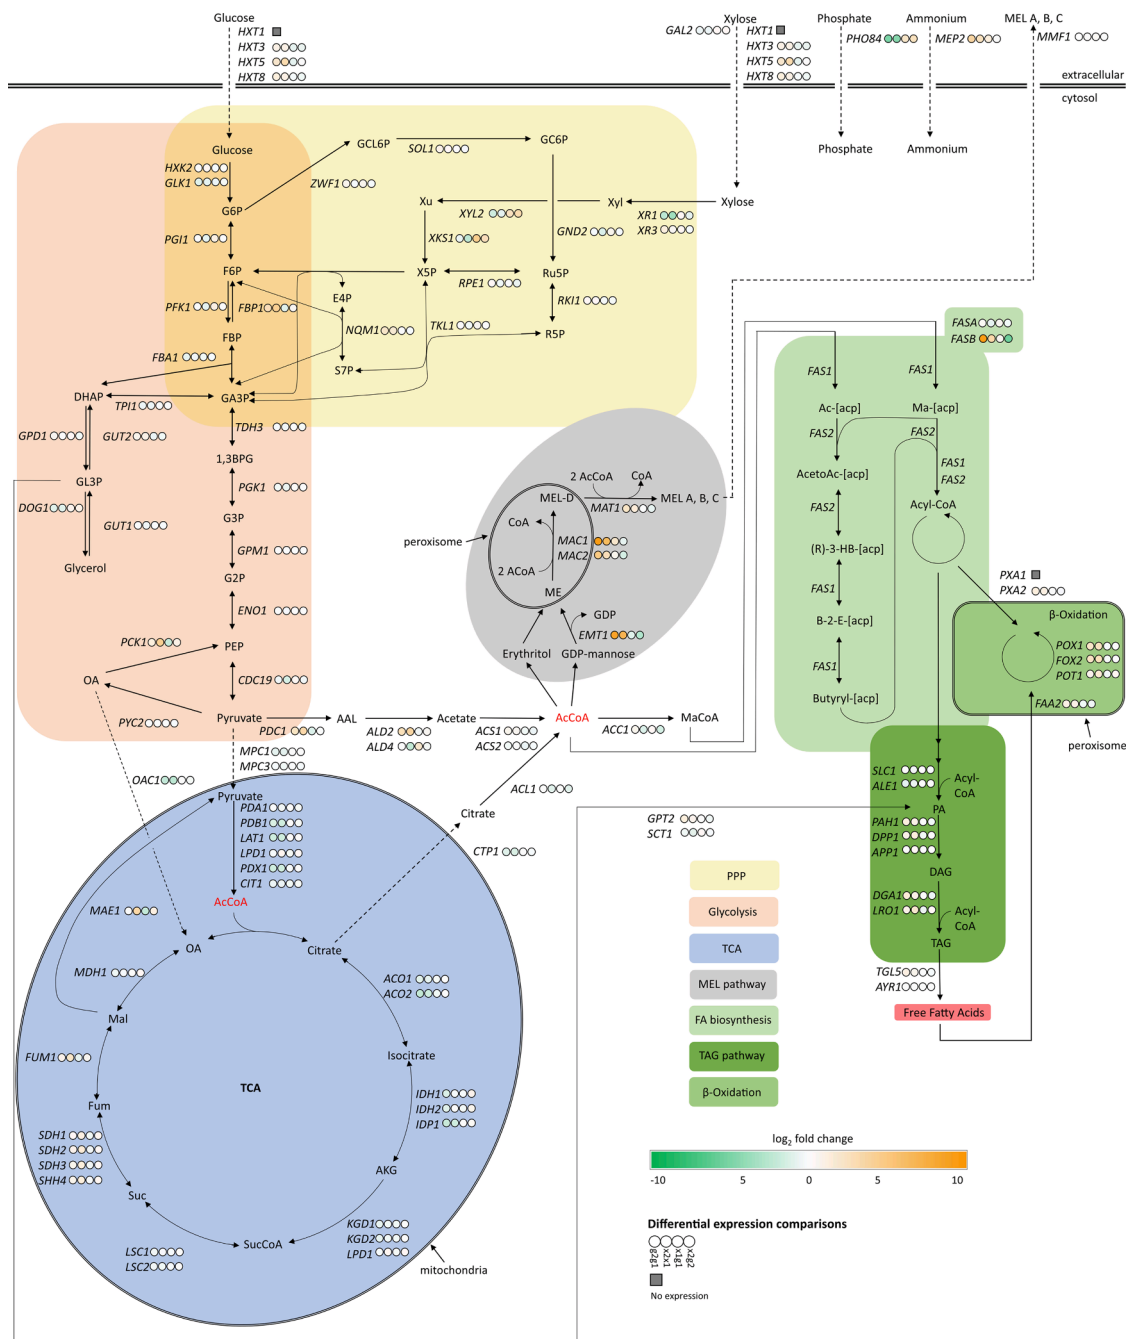 Glucose
HXT1
HXT3
HXT5
HXT8
Xylose
GAL2
HXT1
HXT3
HXT5
HXT8
Phosphate
PHO84
Ammonium
MEP2
MEL A, B, C
MMF1
extracellular
cytosol
Glucose
HXK2
GLK1
G6P
PGI1
F6P
PFK1
FBP1
FBP
FBA1
DHAP
TPI1
GA3P
GPD1
GUT2
TDH3
1,3BPG
GL3P
PGK1
DOG1
GUT1
G3P
GPM1
Glycerol
G2P
ENO1
PCK1
PEP
OA
CDC19
PYC2
Pyruvate
GCL6P
SOL1
GC6P
ZWF1
Xu
Xyl
Xylose
XYL2
XR1
XR3
XKS1
GND2
X5P
RPE1
Ru5P
E4P
RKI1
NQM1
TKL1
R5P
S7P
Phosphate
Ammonium
FASA
FASB
FAS1
FAS1
Ac-[acp]
Ma-[acp]
FAS2
FAS2
AcetoAc-[acp]
FAS1
FAS2
FAS2
Acyl-CoA
(R)-3-HB-[acp]
FAS1
B-2-E-[acp]
FAS1
Butyryl-[acp]
PXA1
PXA2
β-Oxidation
POX1
FOX2
POT1
FAA2
peroxisome
2 AcCoA
CoA
MEL-D
MEL A, B, C
MAT1
CoA
peroxisome
MAC1
MAC2
2 ACoA
ME
GDP
EMT1
Erythritol
GDP-mannose
PDC1
AAL
ALD2
ALD4
Acetate
ACS1
ACS2
AcCoA
ACC1
MaCoA
MPC1
MPC3
OAC1
ACL1
Citrate
CTP1
Pyruvate
PDA1
PDB1
LAT1
LPD1
PDX1
CIT1
AcCoA
MAE1
OA
Citrate
MDH1
ACO1
ACO2
Mal
Isocitrate
FUM1
TCA
IDH1
IDH2
IDP1
Fum
SDH1
SDH2
SDH3
SHH4
AKG
Suc
KGD1
KGD2
LPD1
SucCoA
LSC1
LSC2
mitochondria
SLC1
ALE1
Acyl-
CoA
GPT2
SCT1
PA
PAH1
DPP1
APP1
DAG
DGA1
LRO1
Acyl-
CoA
TAG
TGL5
AYR1
Free Fatty Acids
PPP
Glycolysis
TCA
MEL pathway
FA biosynthesis
TAG pathway
β-Oxidation
log2 fold change
-10 5 0 5 10
Differential expression comparisons
g2g1
x2x1
x1g1
x2g2
No expression